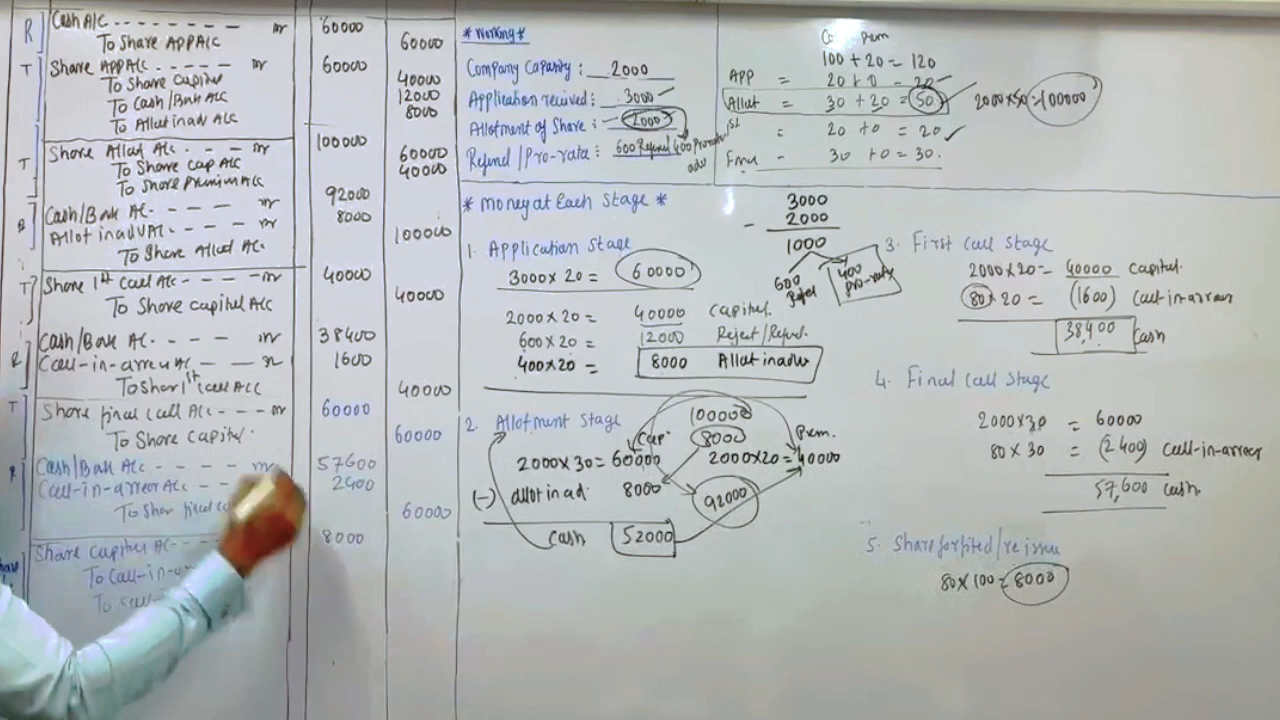 R Cash A/c - - - - - - - - Dr 60000
To Share APP A/c 60000
T Share APP A/c - - - - - Dr 60000
To Share Capital 40000
To Cash/Bank A/c 12000
To Allot in adv A/c 8000
Share Allot A/c - - - Dr 100000
T To Share Cap A/c 60000
To Share Premium A/c 40000
Cash/Bank AC - - - - Dr 92000
R Allot in adv AC - - - - Dr 8000
To Share Allot AC 100000
T Share 1st call A/c - - - - Dr 40000
To Share capital A/c 40000
Cash/Bank AC - - - - Dr 38400
R Call-in-arrear AC - - - Dr 1600
To Shar 1st call A/c 40000
T Share final call A/c - - - Dr 60000
To Share Capital 60000
R Cash/Bank A/c - - - - - Dr 57600
Call-in-arrear A/c - - 2400
To Shar final 60000
Share Capital A/c - - 8000
To Call-in-
To call-
* Working *
Company Capacity : 2000
Application recived : 3000
Allotment of Share :- 2000
Refund / Pro-rata : 600 Refund / 400 Prorata
adv
Prem
100 + 20 = 120
APP = 20 + 0 = 20
Allot = 30 + 20 = 50 2000 x 50 = 100000
1st = 20 + 0 = 20
30 + 0 = 30.
* Money at Each Stage *
3000
- 2000
1000
600 400
Pro-rata
1. Application Stage
3000 x 20 = 60000
2000 x 20 = 40000 Capital.
600 x 20 = 12000 Reject/Refud.
400 x 20 = 8000 Allot in adv
2. Allotment Stage
100000
Cap. 8000 Prem.
2000 x 30 = 60000 2000 x 20 = 40000
(-) allot in ad. 8000 92000
Cash 52000
3. First Call Stage
2000 x 20 = 40000 Capital.
80 x 20 = (1600) Call-in-arrear
38,400 Cash
4. Final Call Stage
2000 x 30 = 60000
80 x 30 = (2400) Call-in-arrear
57,600 Cash.
5. Share forfited/re issue
80 x 100 = 8000